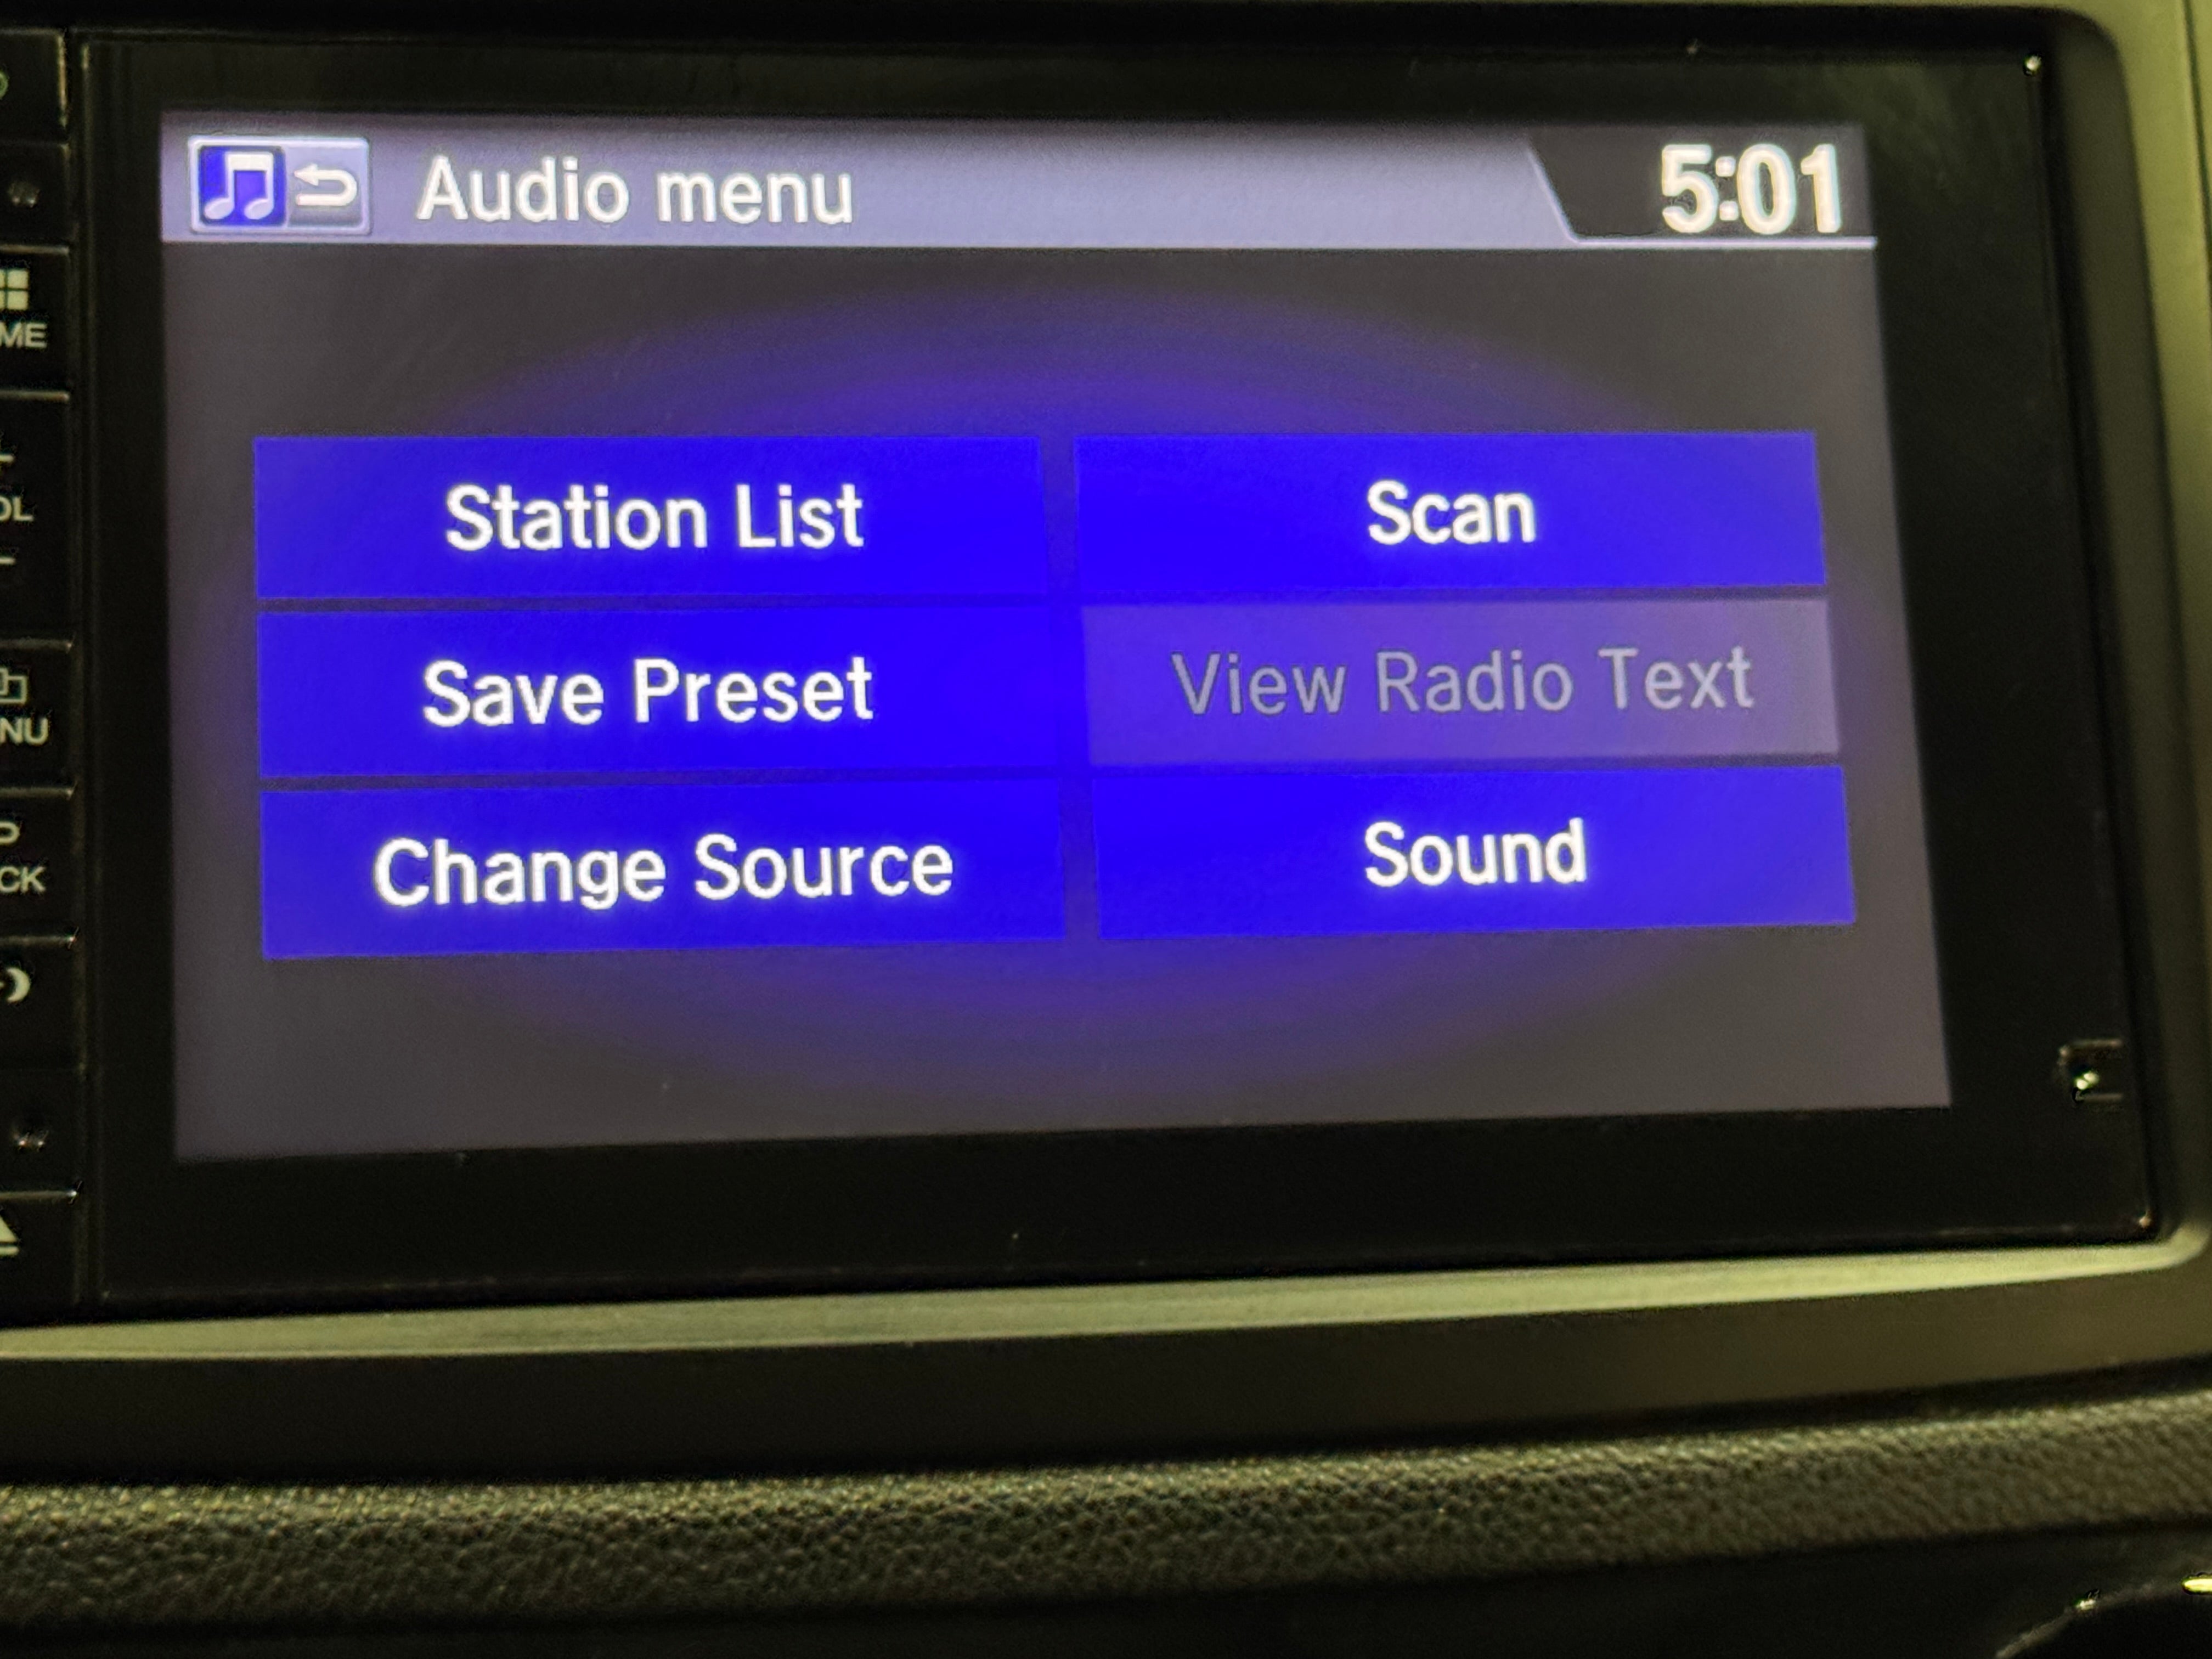 Audio menu
5:01
Station List
Scan
Save Preset
View Radio Text
Change Source
Sound